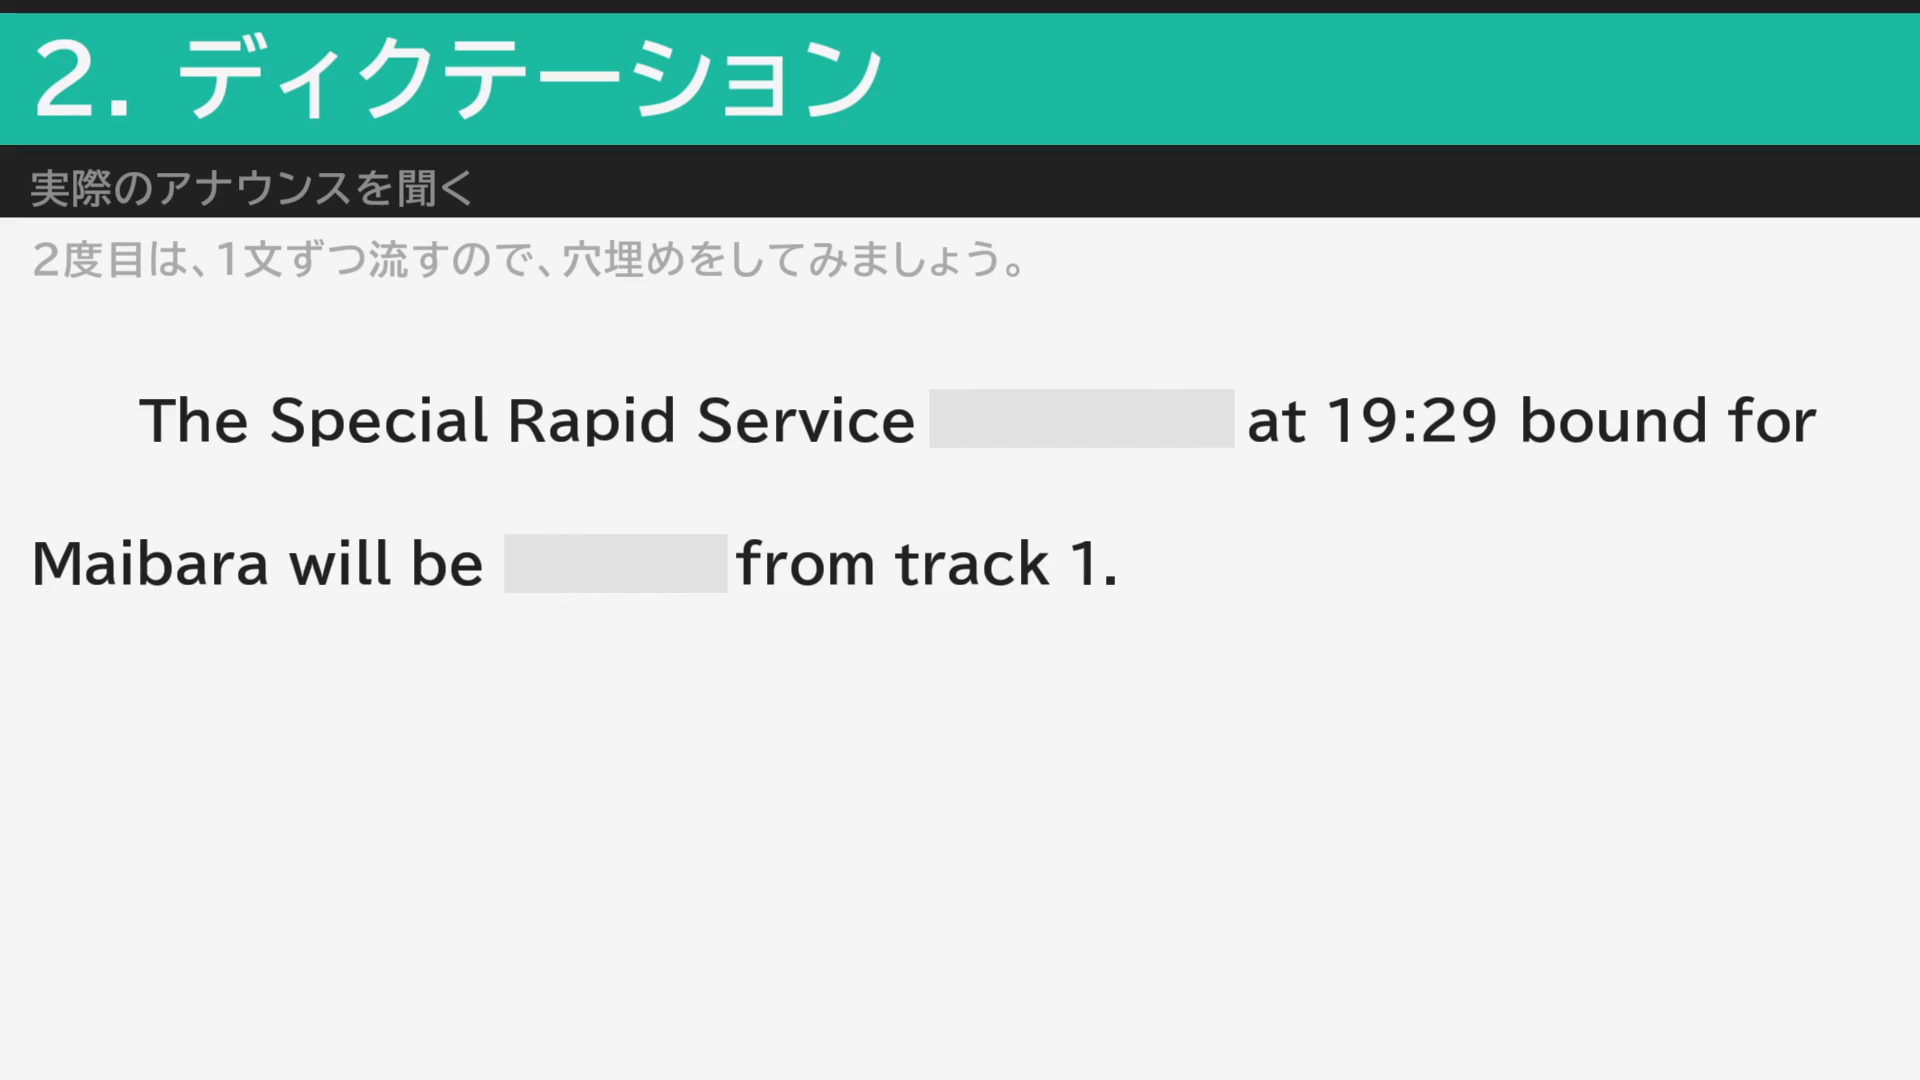 2. ディクテーション
実際のアナウンスを聞く
2度目は、1文ずつ流すので、穴埋めをしてみましょう。
The Special Rapid Service at 19:29 bound for
Maibara will be from track 1.